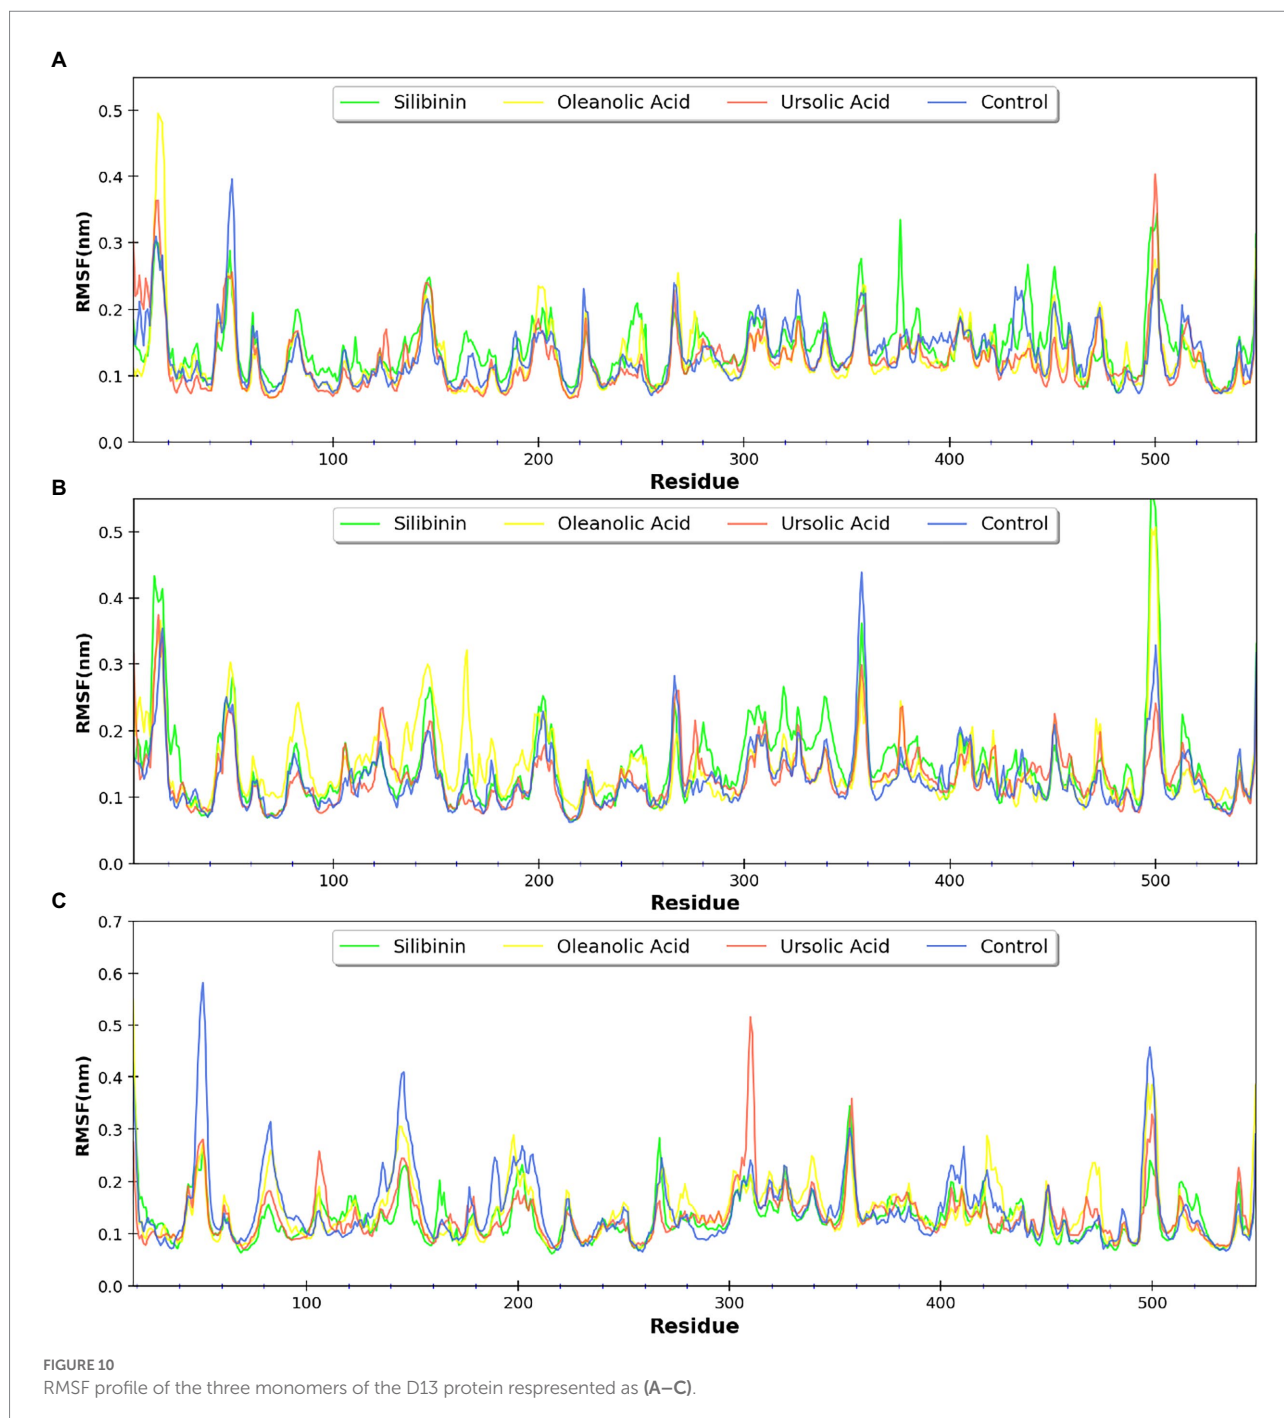 A
0.5
0.4
0.3
0.2
0.1
0.0
RMSF(nm)
Silibinin Oleanolic Acid Ursolic Acid Control
100 200 300 400 500
Residue
B
0.5
0.4
0.3
0.2
0.1
0.0
RMSF(nm)
Silibinin Oleanolic Acid Ursolic Acid Control
100 200 300 400 500
Residue
C
0.7
0.6
0.5
0.4
0.3
0.2
0.1
0.0
RMSF(nm)
Silibinin Oleanolic Acid Ursolic Acid Control
100 200 300 400 500
Residue
FIGURE 10
RMSF profile of the three monomers of the D13 protein respresented as (A–C).